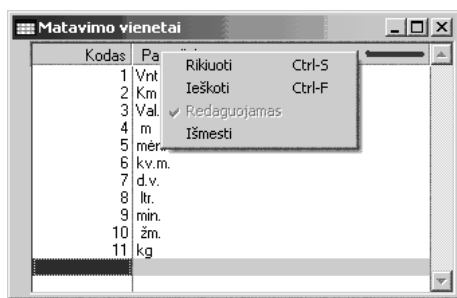 Matavimo vienetai
Kodas
Rikiuoti Ctrl-S
Ieškoti Ctrl-F
Redaguojamas
Išmesti
1 Vnt
2 Km
3 Val.
4 m
5
6 kv.m.
7 d.v.
8 ltr.
9 min.
10 žm.
11 kg